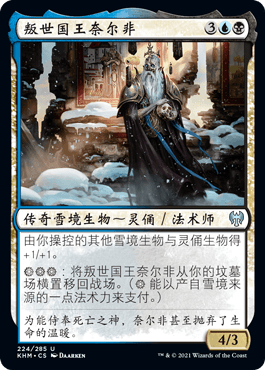 叛世国王奈尔非 3
传奇雪境生物～灵俑／法术师
由你操控的其他雪境生物与灵俑生物得
+1/+1。
：将叛世国王奈尔非从你的坟墓
场横置移回战场。（能以产自雪境来
源的一点法术力来支付。）
为能侍奉死亡之神，奈尔非甚至抛弃了生
命的温暖。
4/3
224/285 U
KHM • CS DAARKEN
™ & © 2021 Wizards of the Coast